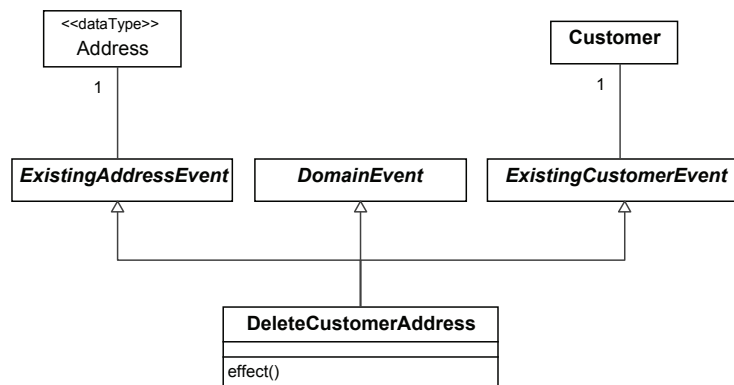 <<dataType>>
Address
Customer
1
1
ExistingAddressEvent
DomainEvent
ExistingCustomerEvent
DeleteCustomerAddress
effect()